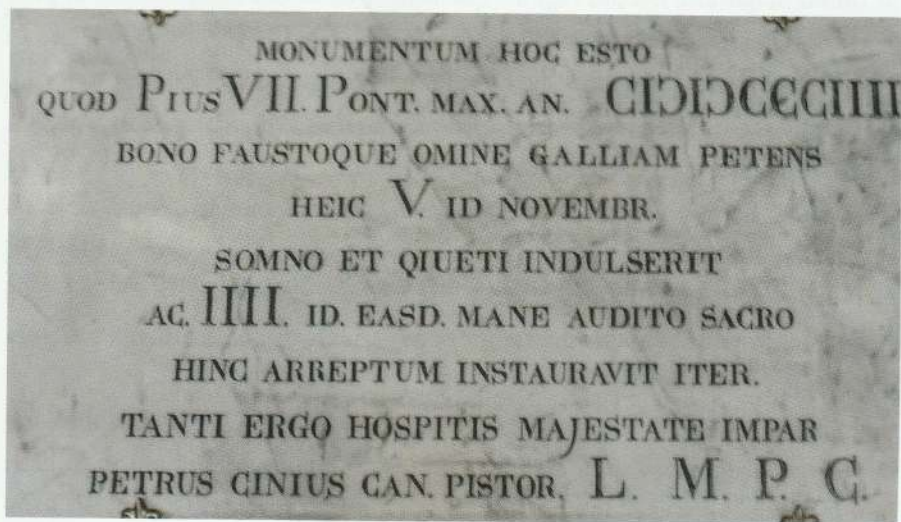 MONUMENTUM HOC ESTO
QUOD PIUS VII. PONT. MAX. AN. CIƆIƆCCCIIII
BONO FAUSTOQUE OMINE GALLIAM PETENS
HEIC V. ID NOVEMBR.
SOMNO ET QIUETI INDULSERIT
AC. IIII. ID. EASD. MANE AUDITO SACRO
HINC ARREPTUM INSTAURAVIT ITER.
TANTI ERGO HOSPITIS MAJESTATE IMPAR
PETRUS CINIUS CAN. PISTOR. L. M. P. C.